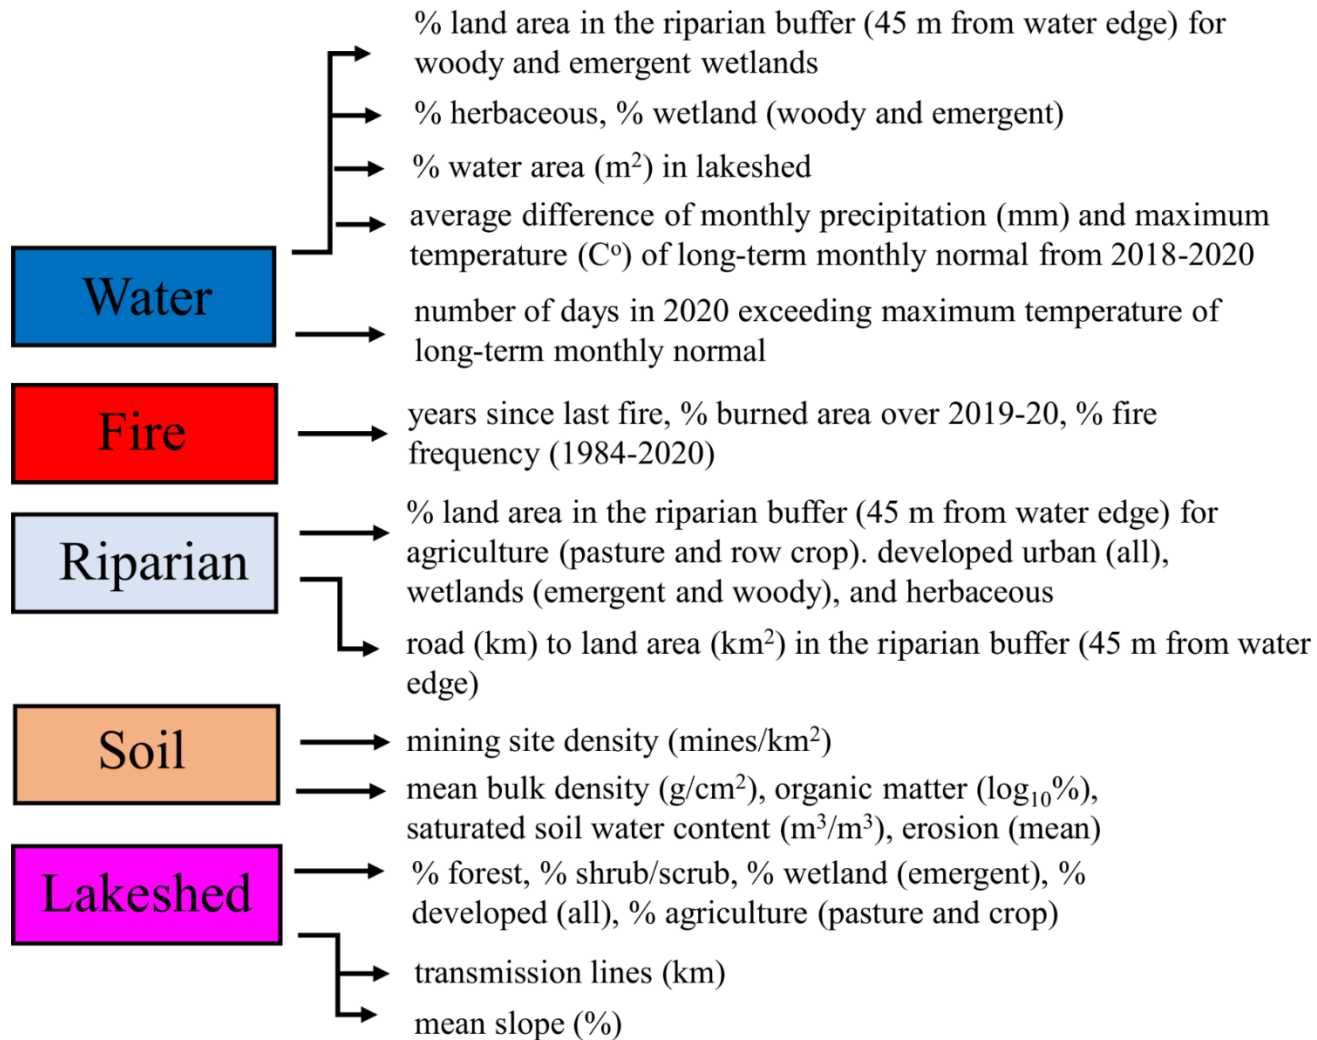 % land area in the riparian buffer (45 m from water edge) for
woody and emergent wetlands
% herbaceous, % wetland (woody and emergent)
% water area (m²) in lakeshed
average difference of monthly precipitation (mm) and maximum
temperature (Cº) of long-term monthly normal from 2018-2020
Water
number of days in 2020 exceeding maximum temperature of
long-term monthly normal
Fire
years since last fire, % burned area over 2019-20, % fire
frequency (1984-2020)
Riparian
% land area in the riparian buffer (45 m from water edge) for
agriculture (pasture and row crop). developed urban (all),
wetlands (emergent and woody), and herbaceous
road (km) to land area (km²) in the riparian buffer (45 m from water
edge)
Soil
mining site density (mines/km²)
mean bulk density (g/cm²), organic matter (log₁₀%),
saturated soil water content (m³/m³), erosion (mean)
Lakeshed
% forest, % shrub/scrub, % wetland (emergent), %
developed (all), % agriculture (pasture and crop)
transmission lines (km)
mean slope (%)